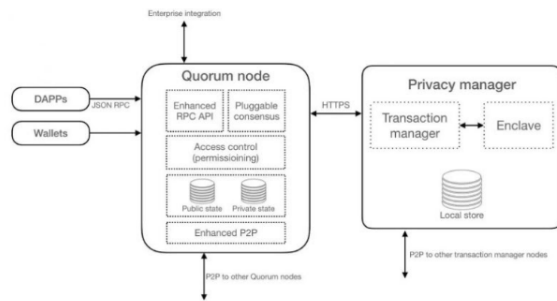 Enterprise integration
Quorum node
Privacy manager
DAPPs
JSON RPC
Wallets
Enhanced
RPC API
Pluggable
consensus
HTTPS
Transaction
manager
Enclave
Access control
(permissioining)
Public state
Private state
Local store
Enhanced P2P
P2P to other Quorum nodes
P2P to other transaction manager nodes